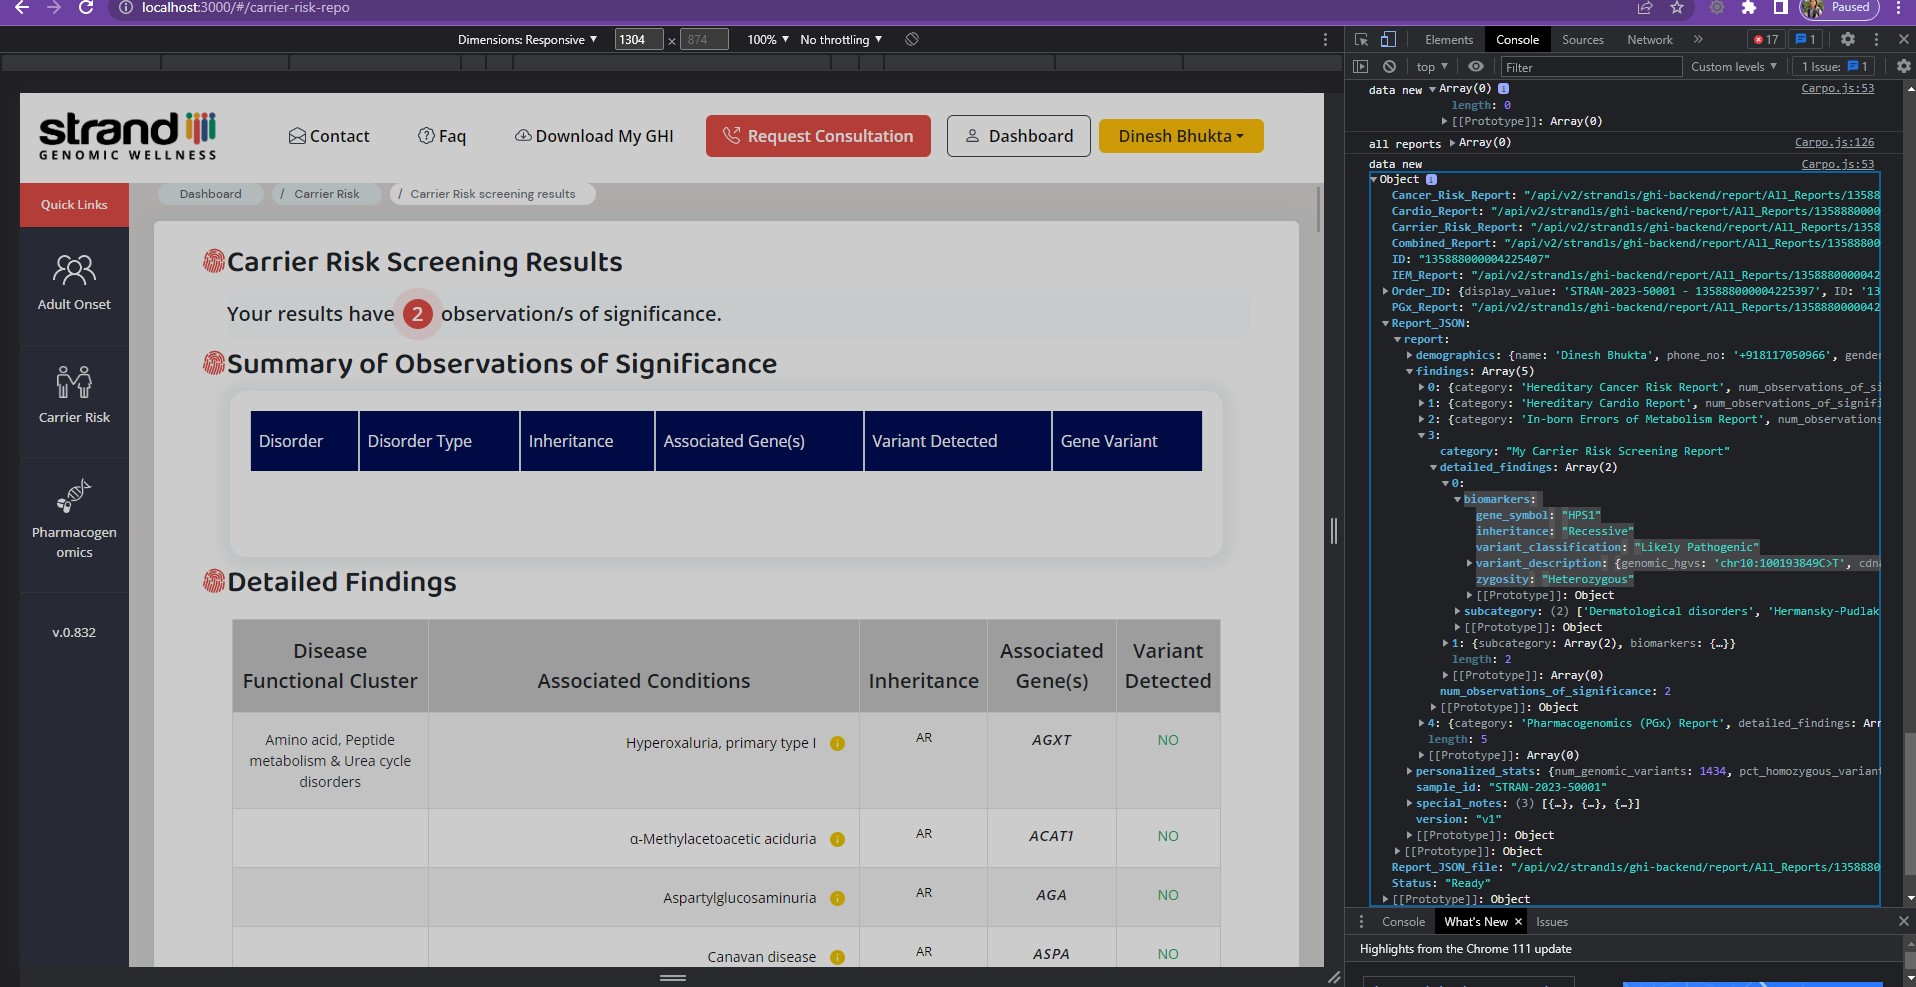 localhost:3000/#/carrier-risk-repo
Paused
Dimensions: Responsive
1304 × 874
100%
No throttling
Elements
Console
Sources
Network
17
1
top
Filter
Custom levels
1 Issue: 1
strand
GENOMIC WELLNESS
Contact
Faq
Download My GHI
Request Consultation
Dashboard
Dinesh Bhukta
Quick Links
Adult Onset
Carrier Risk
Pharmacogen
omics
v.0.832
Dashboard
/ Carrier Risk
/ Carrier Risk screening results
Carrier Risk Screening Results
Your results have 2 observation/s of significance.
Summary of Observations of Significance
Disorder
Disorder Type
Inheritance
Associated Gene(s)
Variant Detected
Gene Variant
Detailed Findings
Disease
Functional Cluster
Associated Conditions
Inheritance
Associated
Gene(s)
Variant
Detected
Amino acid, Peptide
metabolism & Urea cycle
disorders
Hyperoxaluria, primary type I
AR
AGXT
NO
α-Methylacetoacetic aciduria
AR
ACAT1
NO
Aspartylglucosaminuria
AR
AGA
NO
Canavan disease
AR
ASPA
NO
data new Array(0) Carpo.js:53
length: 0
[[Prototype]]: Array(0)
all reports Array(0) Carpo.js:126
data new Carpo.js:53
Object
Cancer_Risk_Report: "/api/v2/strandls/ghi-backend/report/All_Reports/13588
Cardio_Report: "/api/v2/strandls/ghi-backend/report/All_Reports/1358880000
Carrier_Risk_Report: "/api/v2/strandls/ghi-backend/report/All_Reports/1358
Combined_Report: "/api/v2/strandls/ghi-backend/report/All_Reports/13588800
ID: "135888000004225407"
IEM_Report: "/api/v2/strandls/ghi-backend/report/All_Reports/1358880000042
Order_ID: {display_value: 'STRAN-2023-50001 - 135888000004225397', ID: '13
PGx_Report: "/api/v2/strandls/ghi-backend/report/All_Reports/1358880000042
Report_JSON:
report:
demographics: {name: 'Dinesh Bhukta', phone_no: '+918117050966', gende
findings: Array(5)
0: {category: 'Hereditary Cancer Risk Report', num_observations_of_si
1: {category: 'Hereditary Cardio Report', num_observations_of_signifi
2: {category: 'In-born Errors of Metabolism Report', num_observations
3:
category: "My Carrier Risk Screening Report"
detailed_findings: Array(2)
0:
biomarkers:
gene_symbol: "HPS1"
inheritance: "Recessive"
variant_classification: "Likely Pathogenic"
variant_description: {genomic_hgvs: 'chr10:100193849C>T', cdn
zygosity: "Heterozygous"
[[Prototype]]: Object
subcategory: (2) ['Dermatological disorders', 'Hermansky-Pudlak
[[Prototype]]: Object
1: {subcategory: Array(2), biomarkers: {…}}
length: 2
[[Prototype]]: Array(0)
num_observations_of_significance: 2
[[Prototype]]: Object
4: {category: 'Pharmacogenomics (PGx) Report', detailed_findings: Arr
length: 5
[[Prototype]]: Array(0)
personalized_stats: {num_genomic_variants: 1434, pct_homozygous_variant
sample_id: "STRAN-2023-50001"
special_notes: (3) [{…}, {…}, {…}]
version: "v1"
[[Prototype]]: Object
[[Prototype]]: Object
Report_JSON_file: "/api/v2/strandls/ghi-backend/report/All_Reports/1358880
Status: "Ready"
[[Prototype]]: Object
Console
What's New
Issues
Highlights from the Chrome 111 update